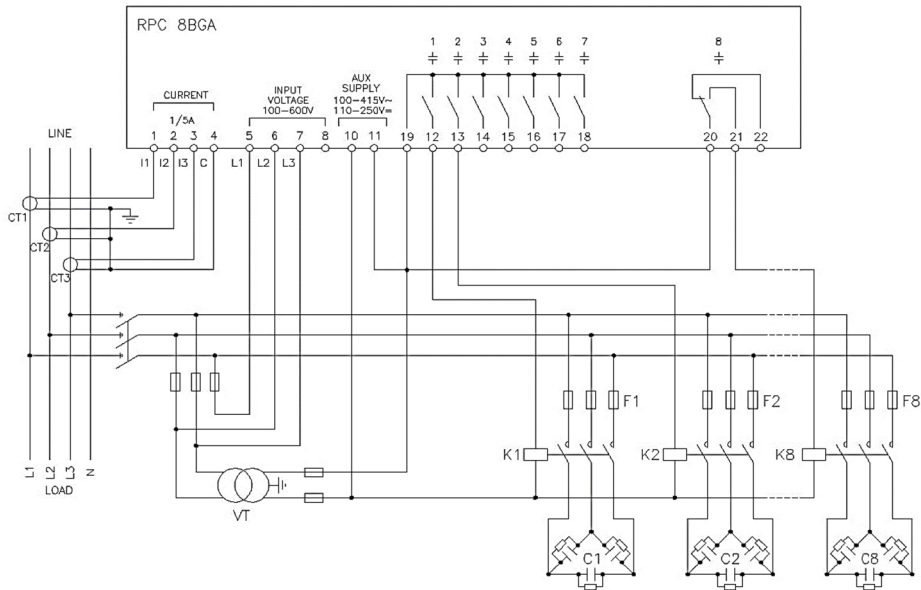 RPC 8BGA
1 2 3 4 5 6 7 8
CURRENT
1/5A
INPUT
VOLTAGE
100-600V
AUX
SUPPLY
100-415V~
110-250V=
LINE
1 2 3 4 5 6 7 8 10 11 19 12 13 14 15 16 17 18 20 21 22
I1 I2 I3 C L1 L2 L3
CT1
CT2
CT3
F1 F2 F8
K1 K2 K8
L1 L2 L3 N
LOAD
VT
C1 C2 C8